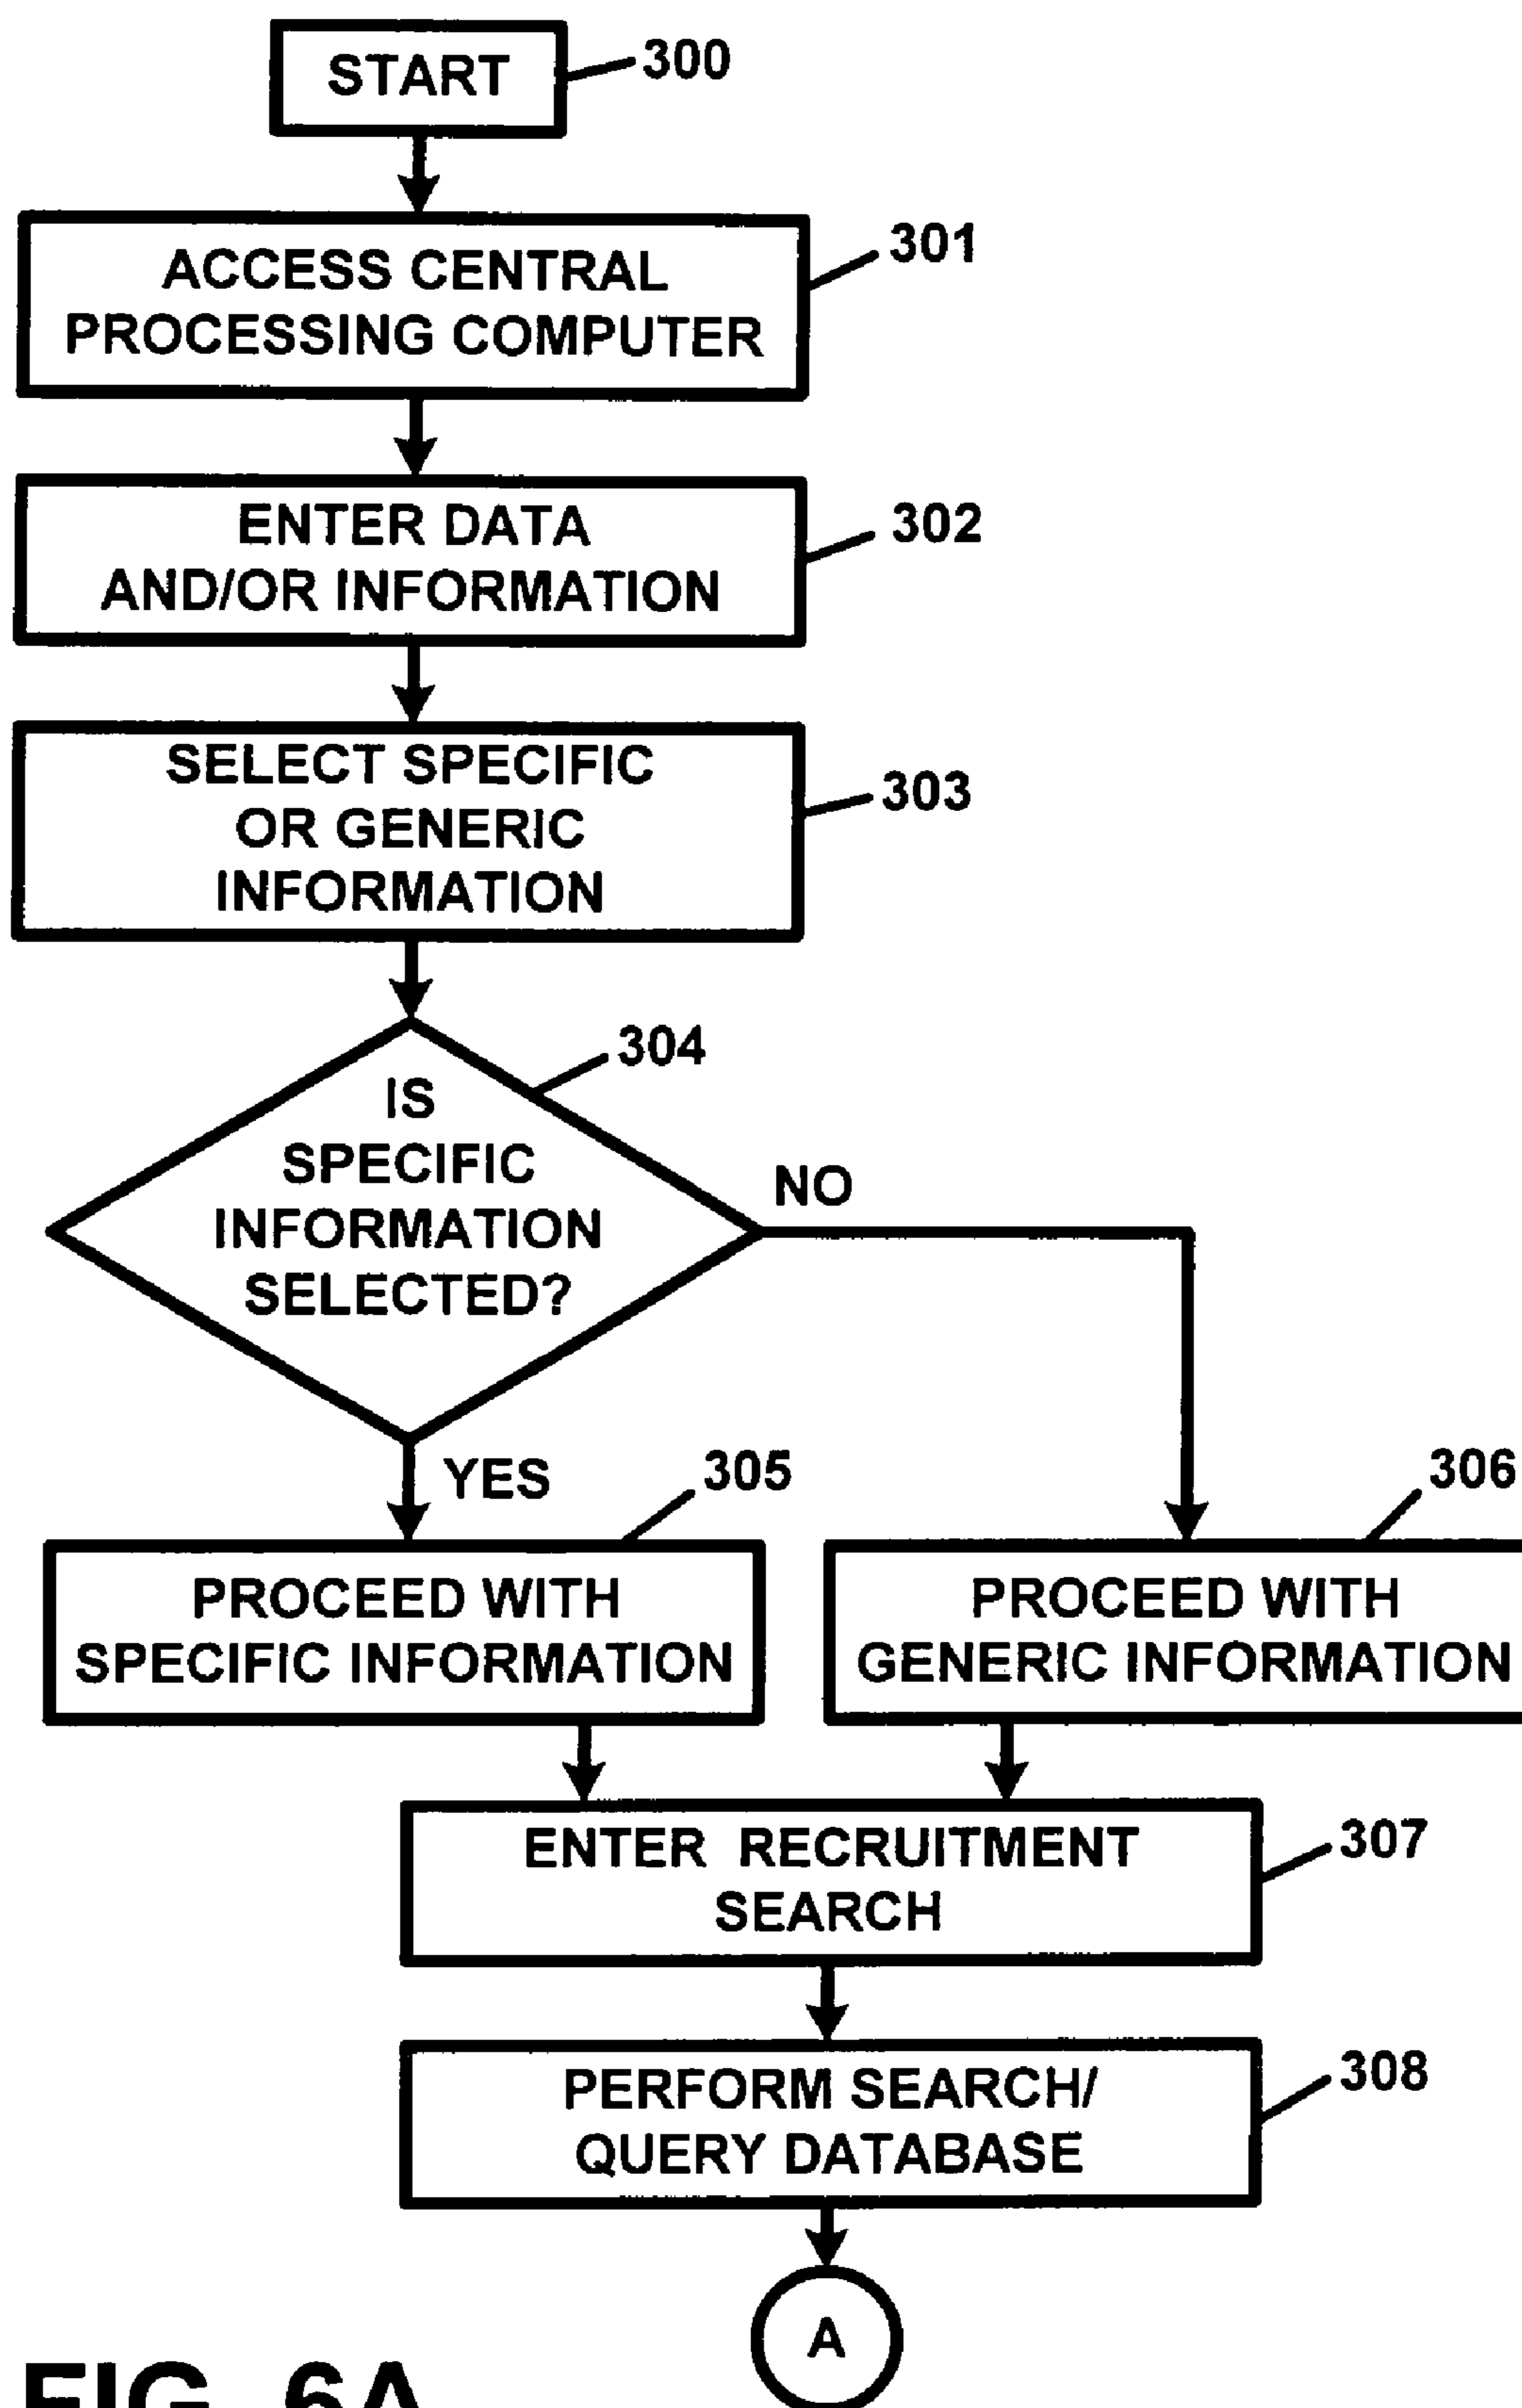 START
300
ACCESS CENTRAL
PROCESSING COMPUTER
301
ENTER DATA
AND/OR INFORMATION
302
SELECT SPECIFIC
OR GENERIC
INFORMATION
303
IS
SPECIFIC
INFORMATION
SELECTED?
304
NO
YES
305
306
PROCEED WITH
SPECIFIC INFORMATION
PROCEED WITH
GENERIC INFORMATION
ENTER RECRUITMENT
SEARCH
307
PERFORM SEARCH/
QUERY DATABASE
308
A
FIG. 6A